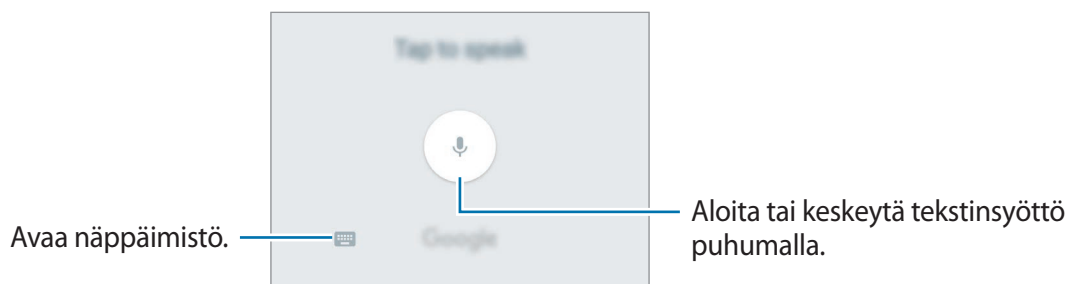 Tap to speak
Avaa näppäimistö.
Google
Aloita tai keskeytä tekstinsyöttö
puhumalla.